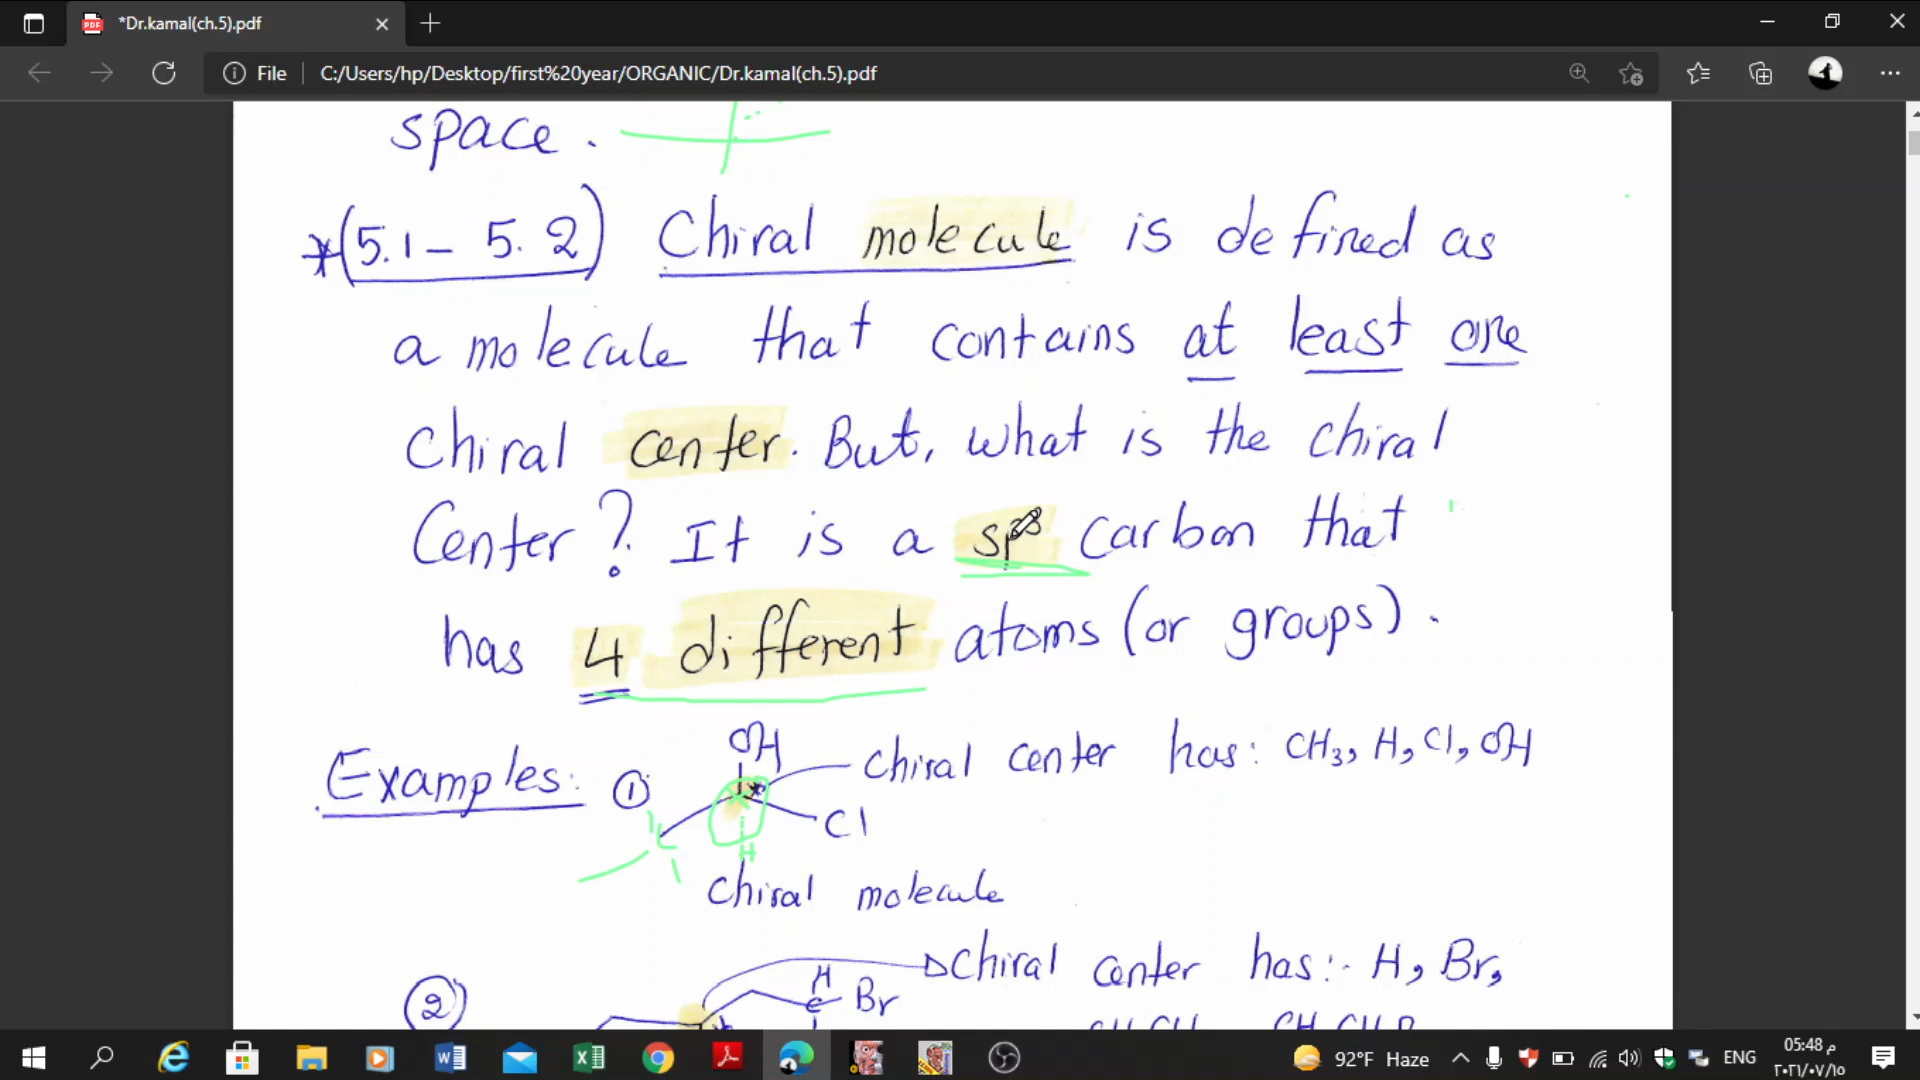 *Dr.kamal(ch.5).pdf
File C:/Users/hp/Desktop/first%20year/ORGANIC/Dr.kamal(ch.5).pdf
space.
*(5.1 - 5.2) Chiral molecule is defined as
a molecule that contains at least one
chiral center. But, what is the chiral
Center? It is a sp3 carbon that
has 4 different atoms (or groups).
Examples: ① OH chiral center has: CH3, H, Cl, OH
Cl
H
chiral molecule
② H C Br chiral center has:- H, Br,
92°F Haze ENG 05:48 م
٢٠٢١/٠٧/١٥